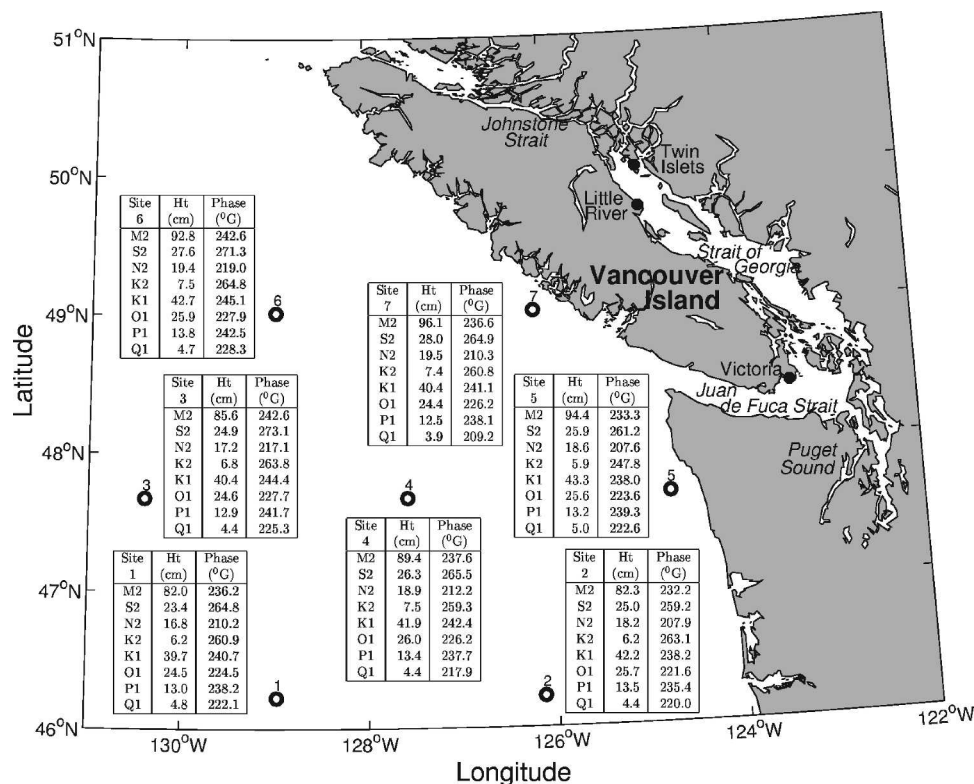 51°N
50°N
49°N
48°N
47°N
46°N
Latitude
130°W
128°W
126°W
124°W
122°W
Longitude
Johnstone
Strait
Twin
Islets
Little
River
Strait of
Georgia
Vancouver
Island
Victoria
Juan
de Fuca Strait
Puget
Sound
6
7
3
4
5
1
2
Site Ht Phase
6 (cm) (⁰G)
M2 92.8 242.6
S2 27.6 271.3
N2 19.4 219.0
K2 7.5 264.8
K1 42.7 245.1
O1 25.9 227.9
P1 13.8 242.5
Q1 4.7 228.3
Site Ht Phase
7 (cm) (⁰G)
M2 96.1 236.6
S2 28.0 264.9
N2 19.5 210.3
K2 7.4 260.8
K1 40.4 241.1
O1 24.4 226.2
P1 12.5 238.1
Q1 3.9 209.2
Site Ht Phase
3 (cm) (⁰G)
M2 85.6 242.6
S2 24.9 273.1
N2 17.2 217.1
K2 6.8 263.8
K1 40.4 244.4
O1 24.6 227.7
P1 12.9 241.7
Q1 4.4 225.3
Site Ht Phase
5 (cm) (⁰G)
M2 94.4 233.3
S2 25.9 261.2
N2 18.6 207.6
K2 5.9 247.8
K1 43.3 238.0
O1 25.6 223.6
P1 13.2 239.3
Q1 5.0 222.6
Site Ht Phase
4 (cm) (⁰G)
M2 89.4 237.6
S2 26.3 265.5
N2 18.9 212.2
K2 7.5 259.3
K1 41.9 242.4
O1 26.0 226.2
P1 13.4 237.7
Q1 4.4 217.9
Site Ht Phase
1 (cm) (⁰G)
M2 82.0 236.2
S2 23.4 264.8
N2 16.8 210.2
K2 6.2 260.9
K1 39.7 240.7
O1 24.5 224.5
P1 13.0 238.2
Q1 4.8 222.1
Site Ht Phase
2 (cm) (⁰G)
M2 82.3 232.2
S2 25.0 259.2
N2 18.2 207.9
K2 6.2 263.1
K1 42.2 238.2
O1 25.7 221.6
P1 13.5 235.4
Q1 4.4 220.0